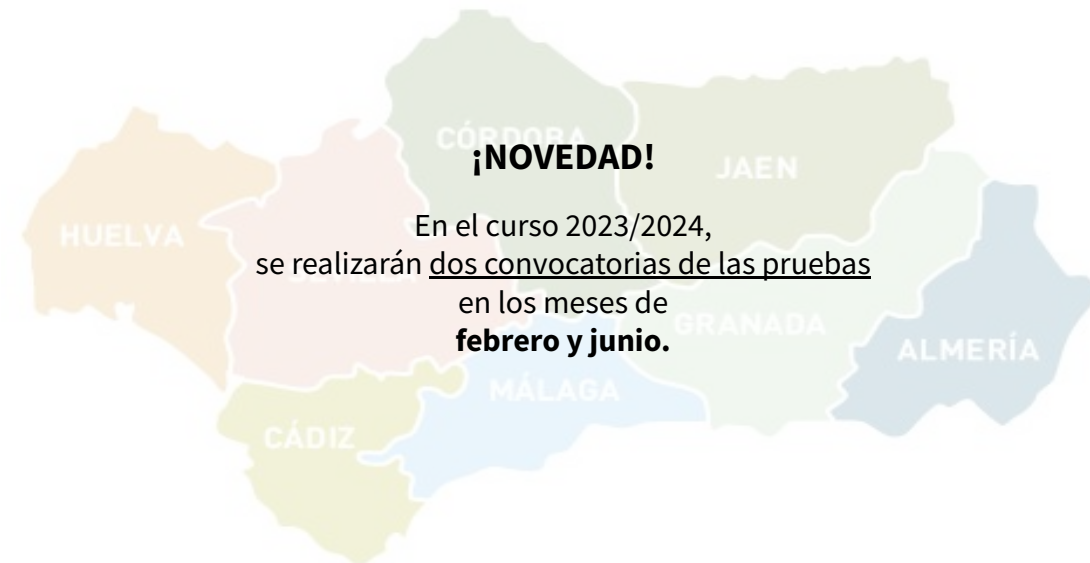 CÓRDOBA
¡NOVEDAD!
JAEN
HUELVA
En el curso 2023/2024,
se realizarán dos convocatorias de las pruebas
en los meses de
GRANADA
febrero y junio.
ALMERÍA
MÁLAGA
CÁDIZ